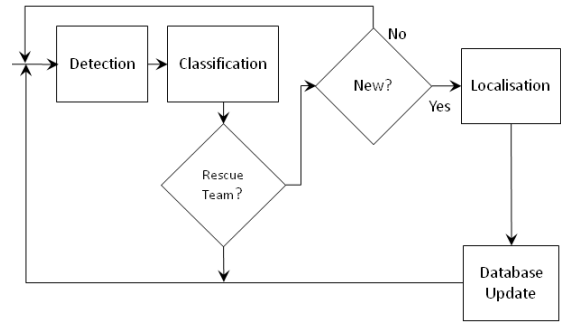 No
Detection
Classification
New?
Localisation
Yes
Rescue
Team?
Database
Update